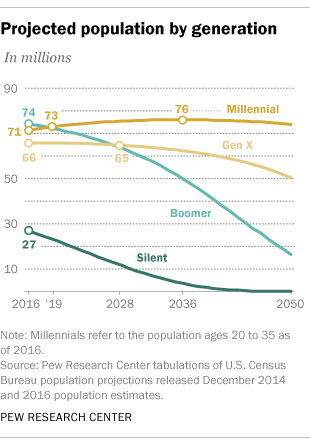 Projected population by generation
In millions
90
74
73
76
Millennial
71
66
65
Gen X
50
Boomer
30
27
Silent
10
2016 '19 2028 2036 2050
Note: Millennials refer to the population ages 20 to 35 as
of 2016.
Source: Pew Research Center tabulations of U.S. Census
Bureau population projections released December 2014
and 2016 population estimates.
PEW RESEARCH CENTER